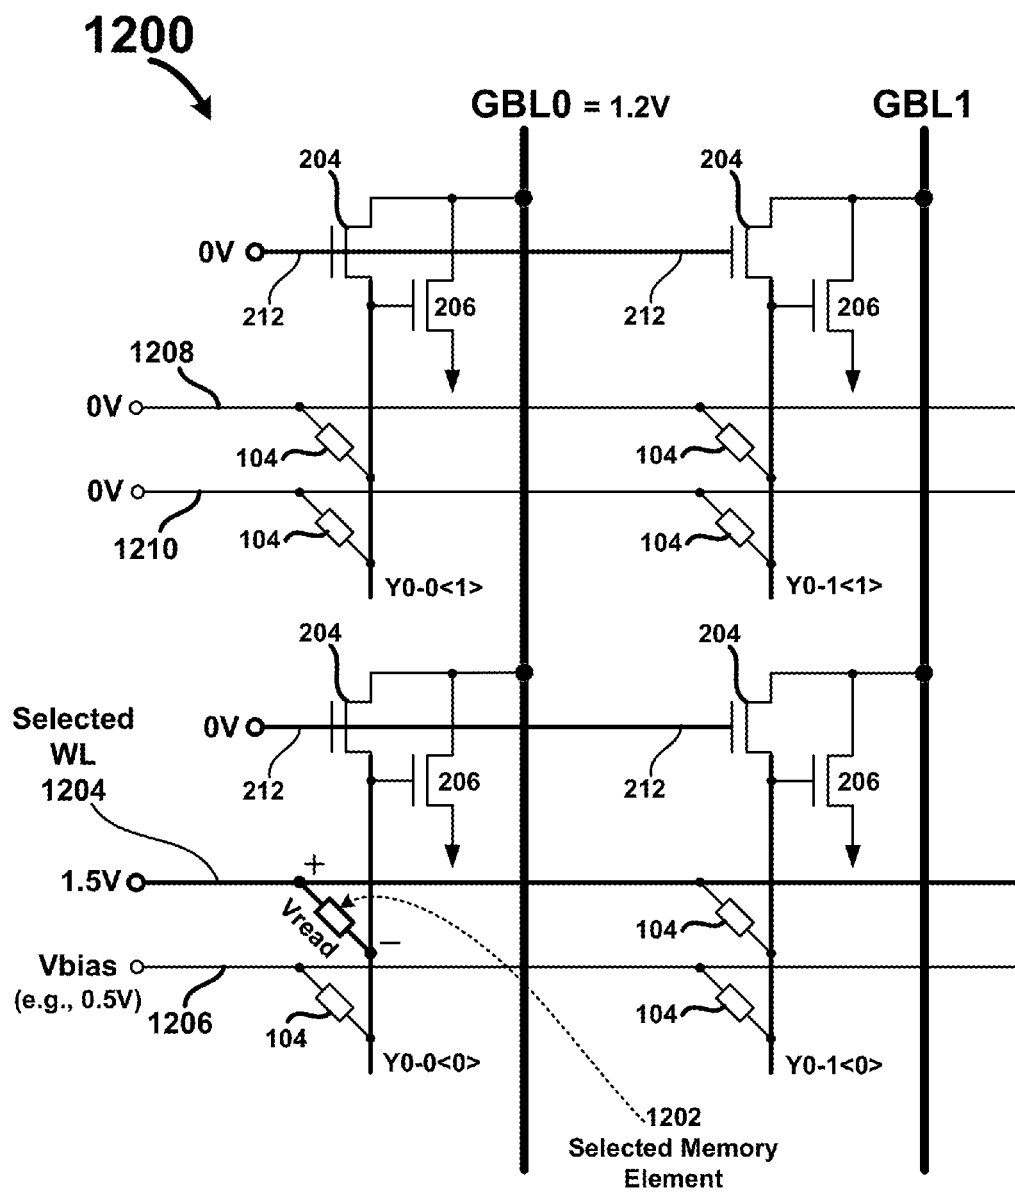 1200
GBL0 = 1.2V
GBL1
204
204
0V
212
206
212
206
1208
0V
104
104
0V
1210
104
104
Y0-0<1>
Y0-1<1>
204
204
Selected
WL
1204
0V
212
206
212
206
1.5V
+
Vread
−
104
Vbias
(e.g., 0.5V)
1206
104
104
Y0-0<0>
Y0-1<0>
1202
Selected Memory
Element